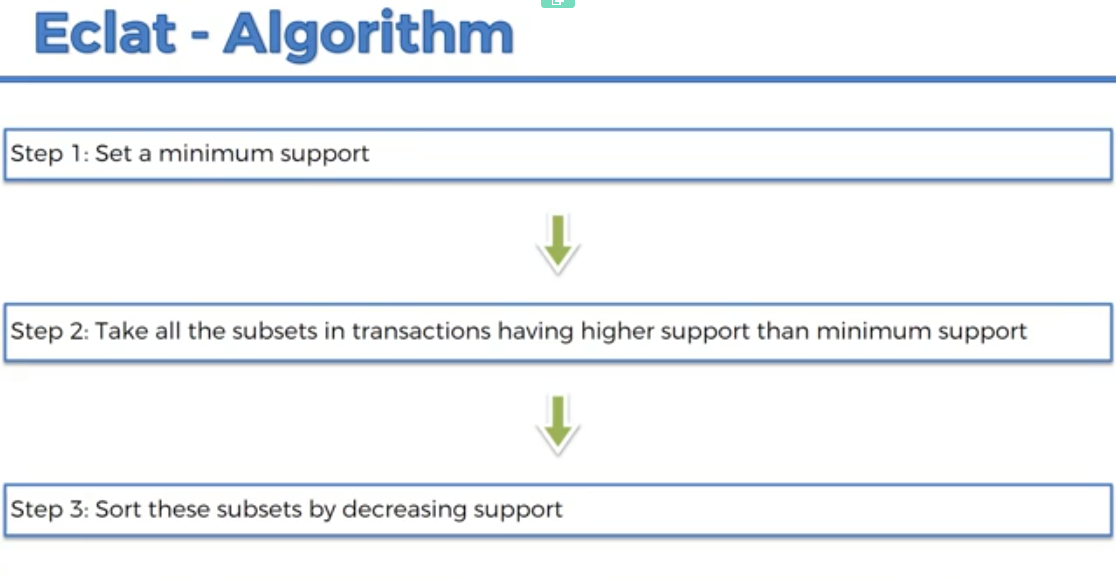 Eclat - Algorithm
Step 1: Set a minimum support
Step 2: Take all the subsets in transactions having higher support than minimum support
Step 3: Sort these subsets by decreasing support